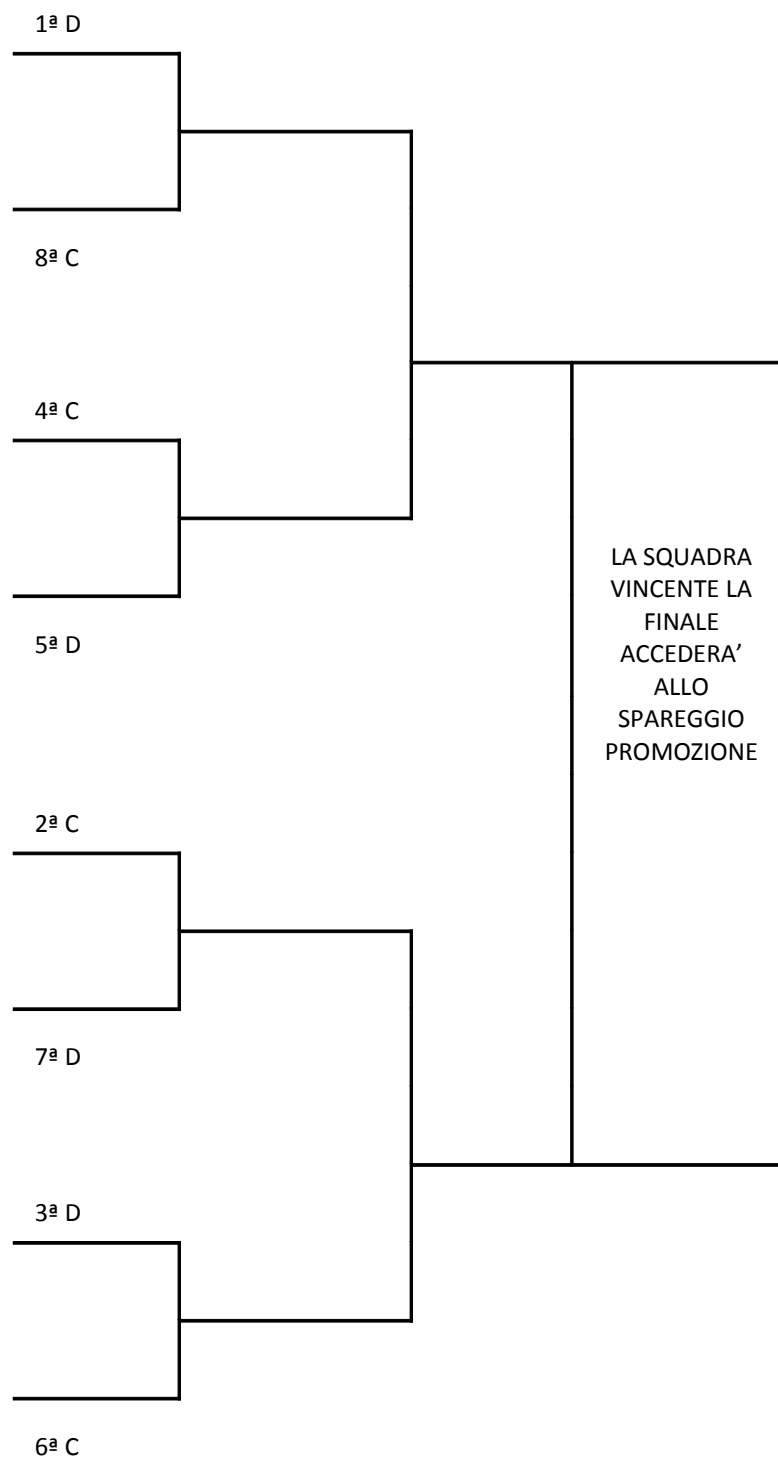 1ª D
8ª C
4ª C
5ª D
LA SQUADRA
VINCENTE LA
FINALE
ACCEDERA’
ALLO
SPAREGGIO
PROMOZIONE
2ª C
7ª D
3ª D
6ª C